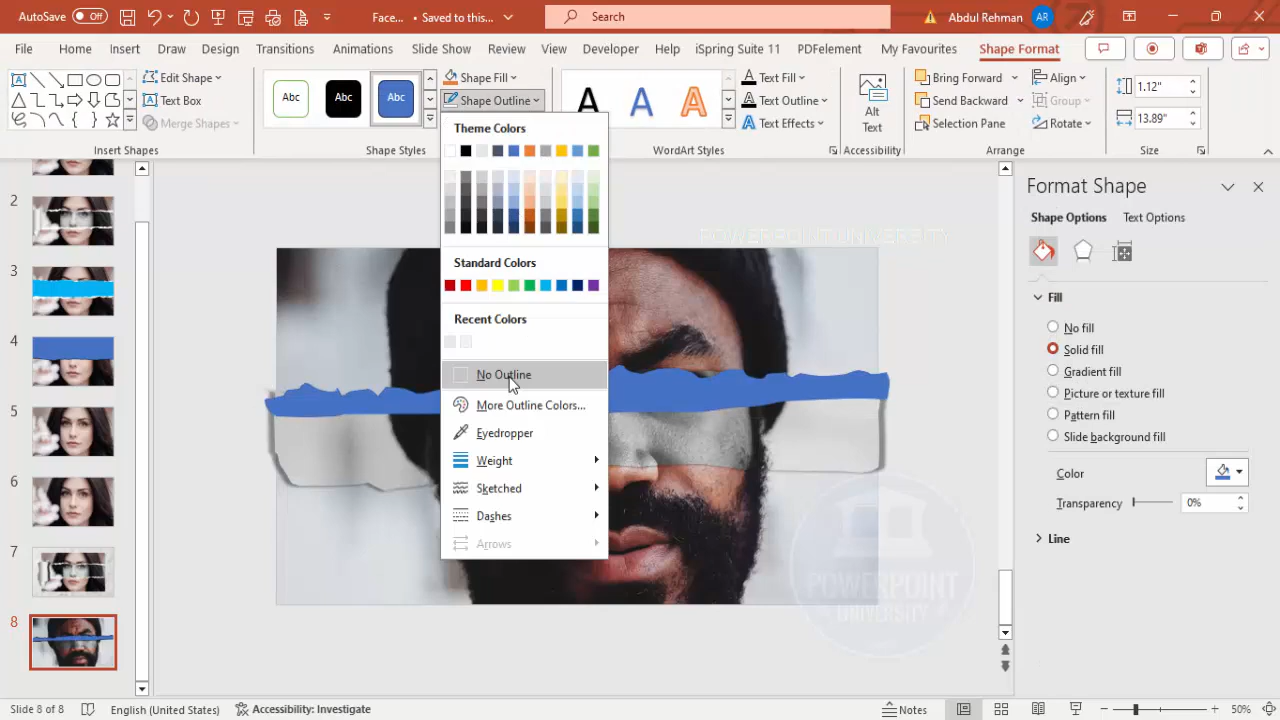 AutoSave Off
Face... • Saved to this...
Search
Abdul Rehman AR
File Home Insert Draw Design Transitions Animations Slide Show Review View Developer Help iSpring Suite 11 PDFelement My Favourites Shape Format
Edit Shape
Text Box
Merge Shapes
Insert Shapes
Abc Abc Abc
Shape Styles
Shape Fill
Shape Outline
A A A
Text Fill
Text Outline
Text Effects
WordArt Styles
Alt
Text
Accessibility
Bring Forward
Send Backward
Selection Pane
Align
Group
Rotate
Arrange
1.12"
13.89"
Size
Theme Colors
Standard Colors
Recent Colors
No Outline
More Outline Colors...
Eyedropper
Weight
Sketched
Dashes
Arrows
2
3
4
5
6
7
8
POWERPOINTUNIVERSITY
POWERPOINT
UNIVERSITY
Format Shape
Shape Options Text Options
Fill
No fill
Solid fill
Gradient fill
Picture or texture fill
Pattern fill
Slide background fill
Color
Transparency 0%
Line
Slide 8 of 8 English (United States) Accessibility: Investigate Notes 50%